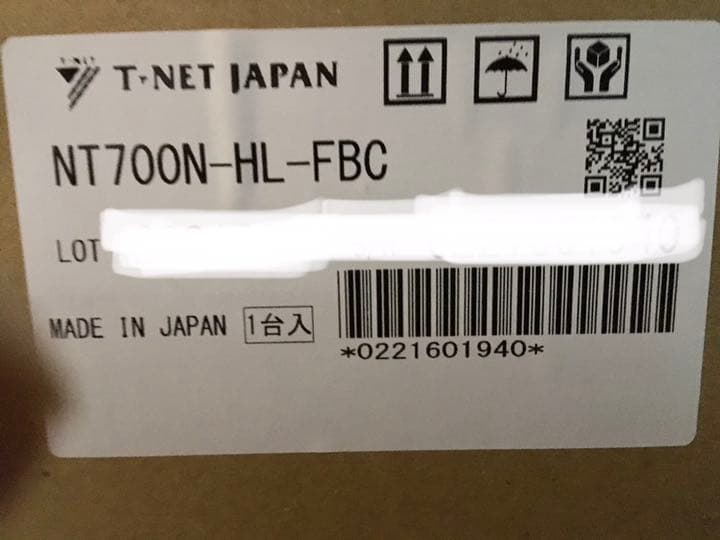 T-NET JAPAN
NT700N-HL-FBC
LOT
MADE IN JAPAN 1台入
*0221601940*